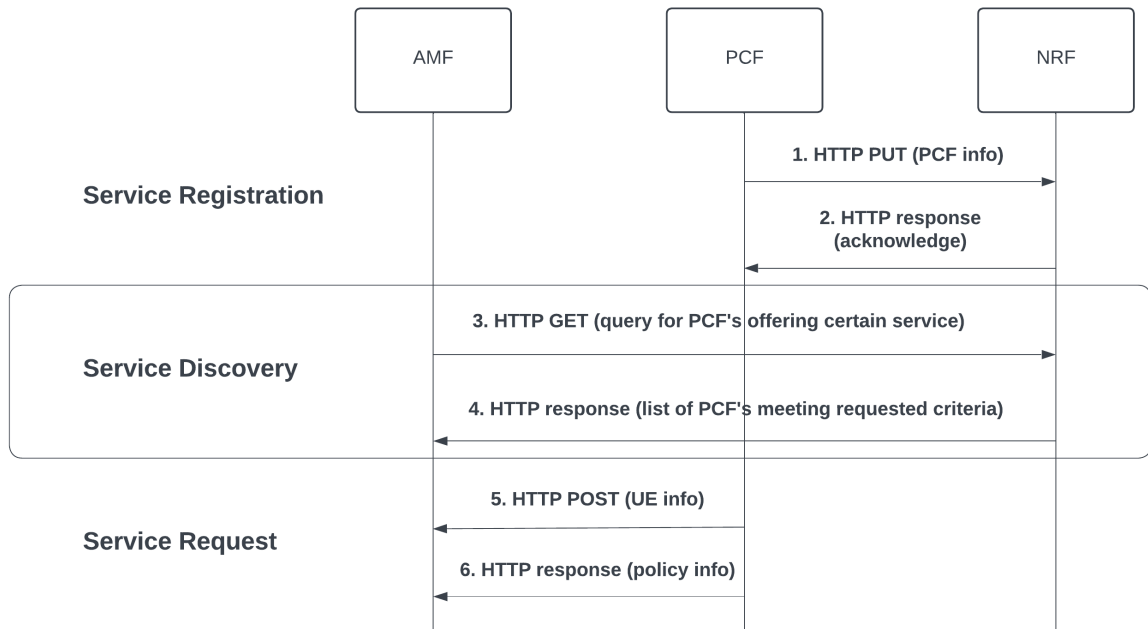 AMF
PCF
NRF
1. HTTP PUT (PCF info)
Service Registration
2. HTTP response
(acknowledge)
3. HTTP GET (query for PCF's offering certain service)
Service Discovery
4. HTTP response (list of PCF's meeting requested criteria)
5. HTTP POST (UE info)
Service Request
6. HTTP response (policy info)